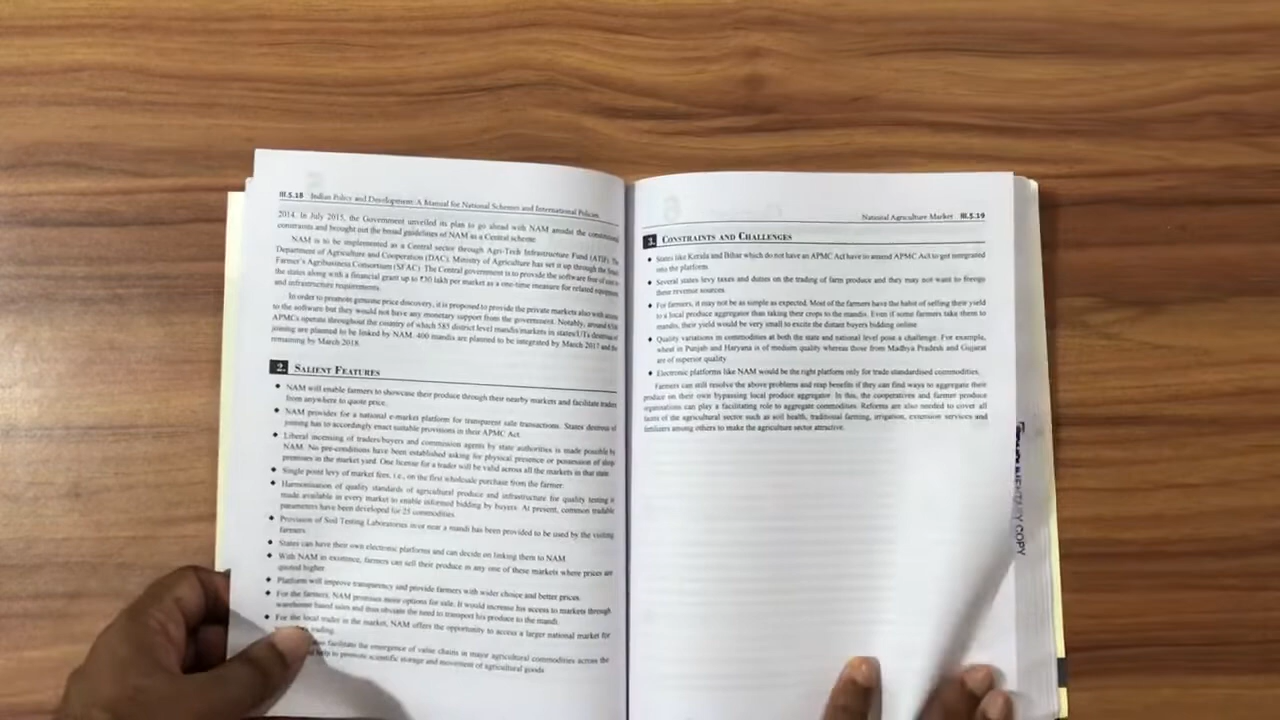 III.5.18 Indian Policy and Development: A Manual for National Schemes and International Policies
2014. In July 2015, the Government unveiled its plan to go ahead with NAM amidst the constitutional
constraints and brought out the broad guidelines of NAM as a Central scheme.
NAM is to be implemented as a Central sector through Agri-Tech Infrastructure Fund (ATIF). The
Department of Agriculture and Cooperation (DAC), Ministry of Agriculture has set it up through the Small
Farmer's Agribusiness Consortium (SFAC). The Central government is to provide the software free of cost to
the states along with a financial grant up to ₹30 lakh per market as a one-time measure for related equipment
and infrastructure requirements.
In order to promote genuine price discovery, it is proposed to provide the private markets also with access
to the software but they would not have any monetary support from the government. Notably, around
APMCs operate throughout the country of which 585 district level mandis/markets in states/UTs desirous of
joining are planned to be linked by NAM. 400 mandis are planned to be integrated by March 2017 and the
remaining by March 2018.
2. SALIENT FEATURES
◆ NAM will enable farmers to showcase their produce through their nearby markets and facilitate traders
from anywhere to quote price.
◆ NAM provides for a national e-market platform for transparent sale transactions. States desirous of
joining has to accordingly enact suitable provisions in their APMC Act.
◆ Liberal licensing of traders/buyers and commission agents by state authorities is made possible by
NAM. No pre-conditions have been established asking for physical presence or possession of shop/
premises in the market yard. One license for a trader will be valid across all the markets in that state.
◆ Single point levy of market fees, i.e., on the first wholesale purchase from the farmer.
◆ Harmonisation of quality standards of agricultural produce and infrastructure for quality testing is
made available in every market to enable informed bidding by buyers. At present, common tradable
parameters have been developed for 25 commodities.
◆ Provision of Soil Testing Laboratories in/or near a mandi has been provided to be used by the visiting
farmers.
◆ States can have their own electronic platforms and can decide on linking them to NAM.
◆ With NAM in existence, farmers can sell their produce in any one of these markets where prices are
quoted higher.
◆ Platform will improve transparency and provide farmers with wider choice and better prices.
◆ For the farmers, NAM promises more options for sale. It would increase his access to markets through
warehouse based sales and thus obviate the need to transport his produce to the mandi.
◆ For the local trader in the market, NAM offers the opportunity to access a larger national market for
trading.
facilitate the emergence of value chains in major agricultural commodities across the
help to promote scientific storage and movement of agricultural goods
National Agriculture Market III.5.19
3. CONSTRAINTS AND CHALLENGES
◆ States like Kerala and Bihar which do not have an APMC Act have to amend APMC Act to get integrated
into the platform.
◆ Several states levy taxes and duties on the trading of farm produce and they may not want to forego
these revenue sources.
◆ For farmers, it may not be as simple as expected. Most of the farmers have the habit of selling their yield
to a local produce aggregator than taking their crops to the mandis. Even if some farmers take them to
mandis, their yield would be very small to excite the distant buyers bidding online.
◆ Quality variations in commodities at both the state and national level pose a challenge. For example,
wheat in Punjab and Haryana is of medium quality whereas those from Madhya Pradesh and Gujarat
are of superior quality.
◆ Electronic platforms like NAM would be the right platform only for trade standardised commodities.
Farmers can still resolve the above problems and reap benefits if they can find ways to aggregate their
produce on their own bypassing local produce aggregator. In this, the cooperatives and farmer produce
organisations can play a facilitating role to aggregate commodities. Reforms are also needed to cover all
facets of the agricultural sector such as soil health, traditional farming, irrigation, extension services and
fertilizers among others to make the agriculture sector attractive.
COPY